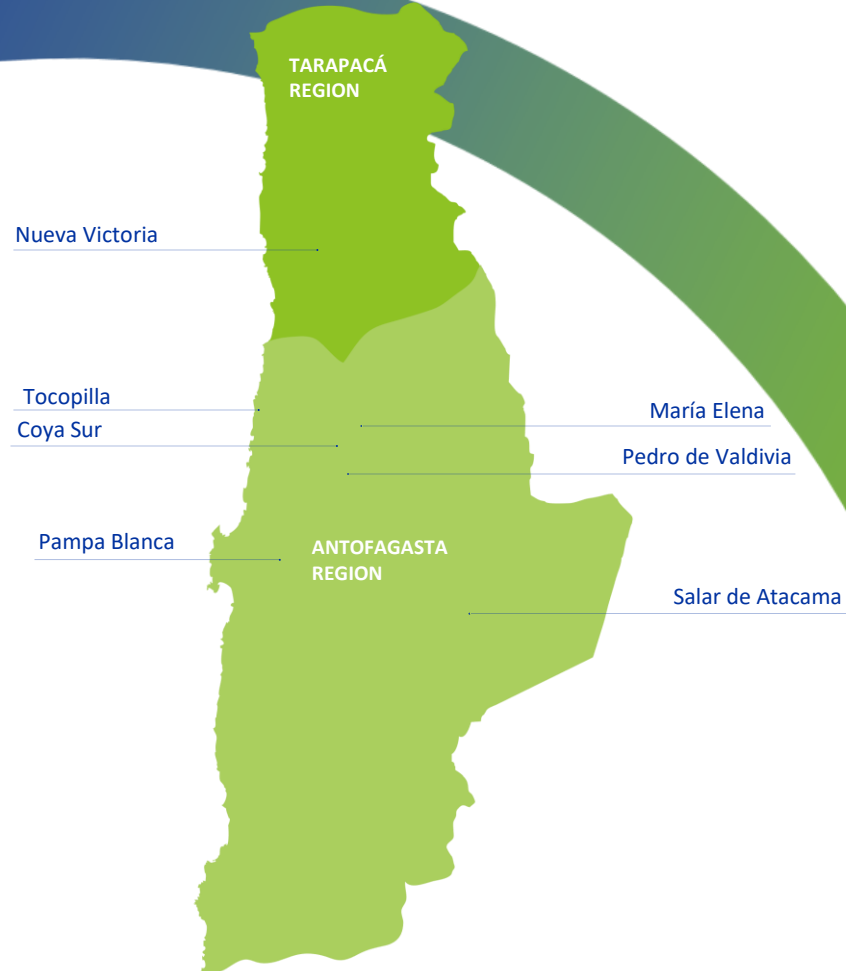 TARAPACÁ
REGION
Nueva Victoria
Tocopilla
María Elena
Coya Sur
Pedro de Valdivia
Pampa Blanca
ANTOFAGASTA
REGION
Salar de Atacama